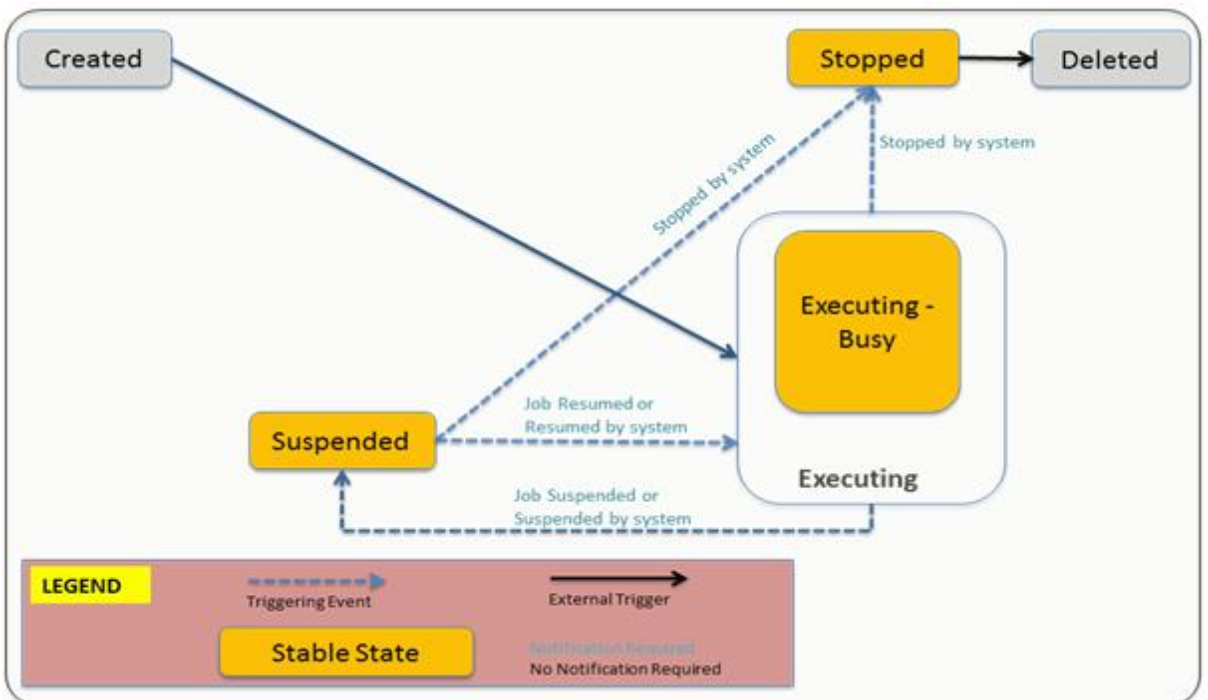 Created
Stopped
Deleted
Stopped by system
Stopped by system
Executing -
Busy
Job Resumed or
Resumed by system
Suspended
Executing
Job Suspended or
Suspended by system
LEGEND
Triggering Event
External Trigger
Stable State
Notification Required
No Notification Required